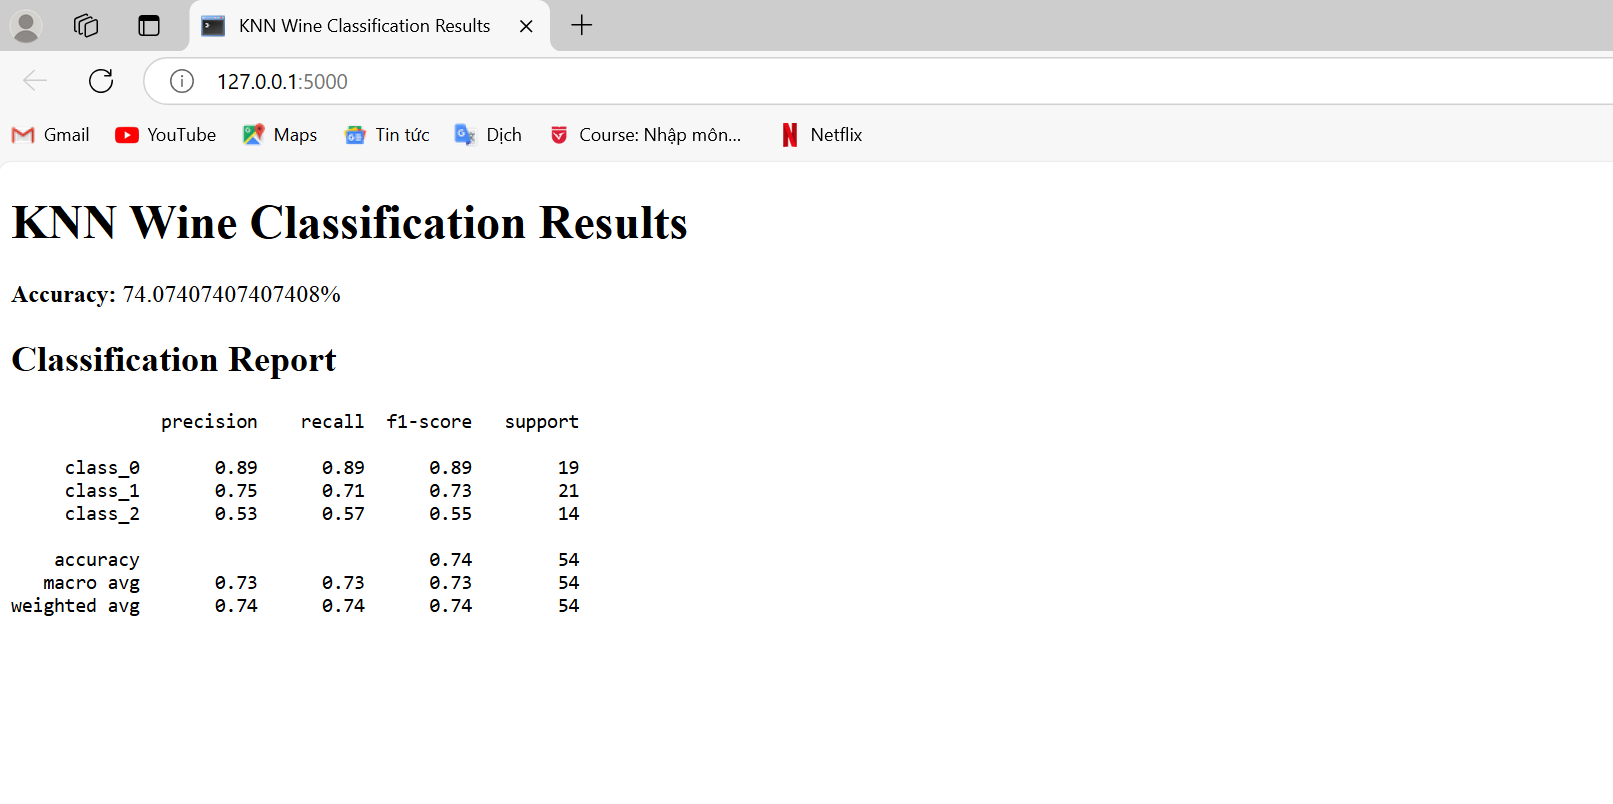 KNN Wine Classification Results
127.0.0.1:5000
Gmail YouTube Maps Tin tức Dịch Course: Nhập môn... Netflix
KNN Wine Classification Results
Accuracy: 74.07407407407408%
Classification Report
precision recall f1-score support
class_0 0.89 0.89 0.89 19
class_1 0.75 0.71 0.73 21
class_2 0.53 0.57 0.55 14
accuracy 0.74 54
macro avg 0.73 0.73 0.73 54
weighted avg 0.74 0.74 0.74 54